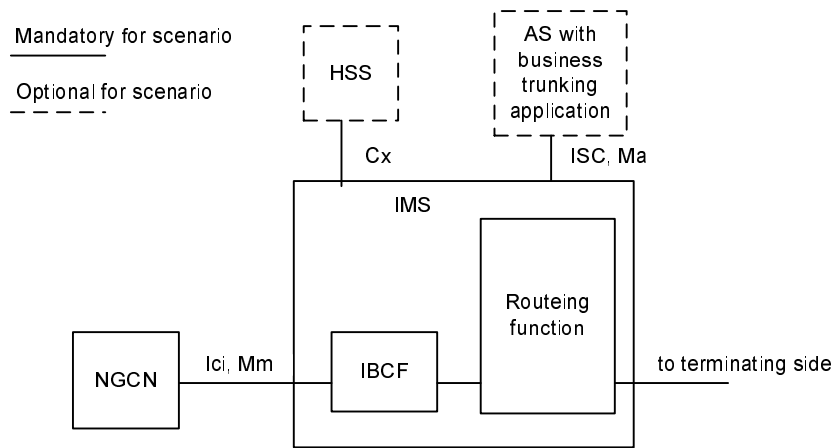 Mandatory for scenario
Optional for scenario
HSS
AS with
business
trunking
application
Cx
ISC, Ma
IMS
Routeing
function
NGCN
Ici, Mm
IBCF
to terminating side